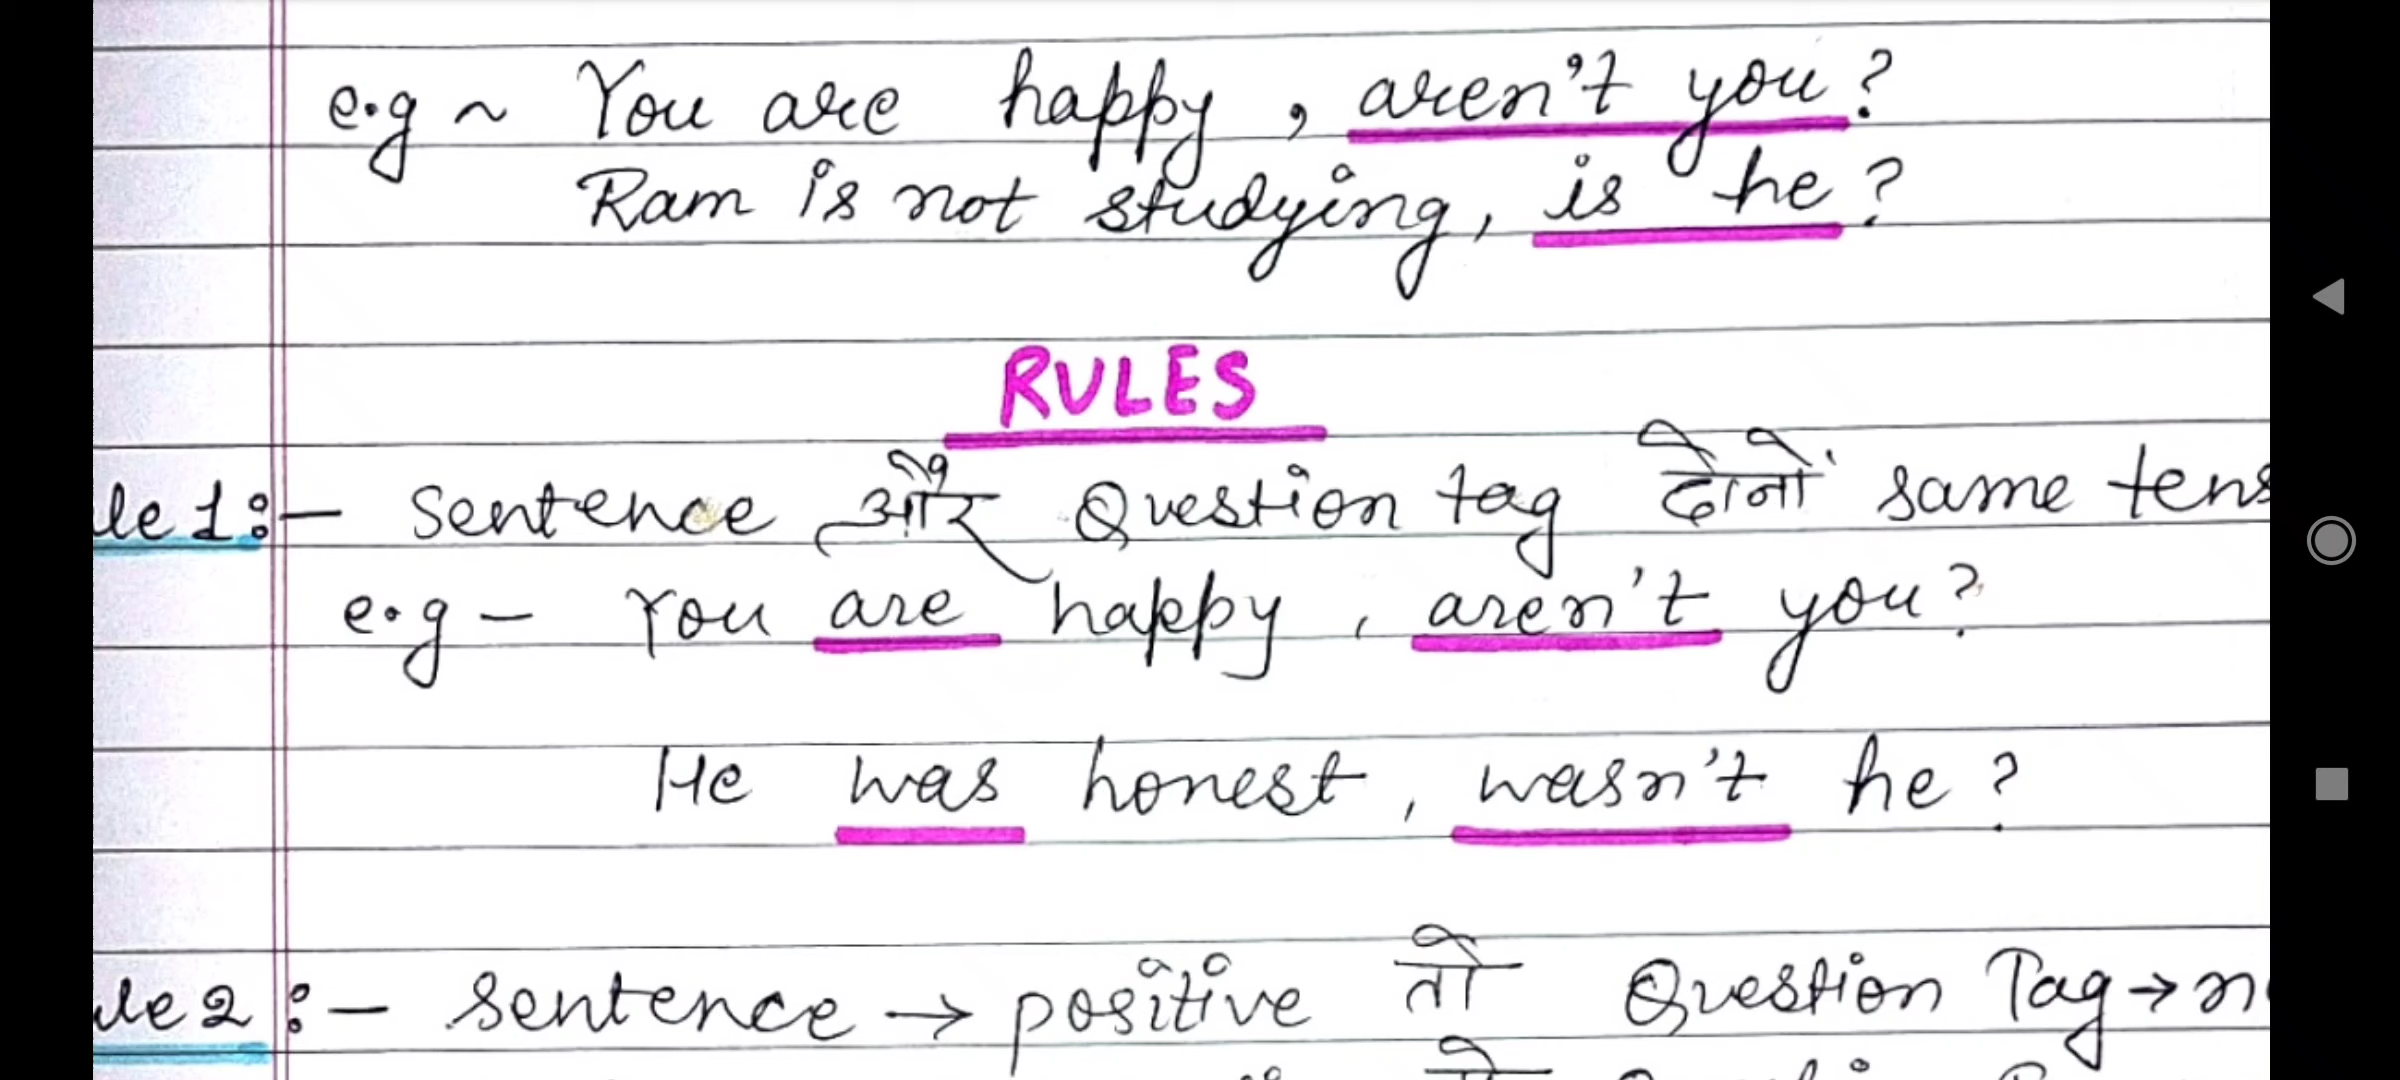 e.g ~ You are happy, aren't you?
Ram is not studying, is he?
RULES
le 1:- Sentence और Question tag दोनों same tens
e.g - You are happy, aren't you?
He was honest, wasn't he?
le 2:- Sentence → positive तो Question Tag → n